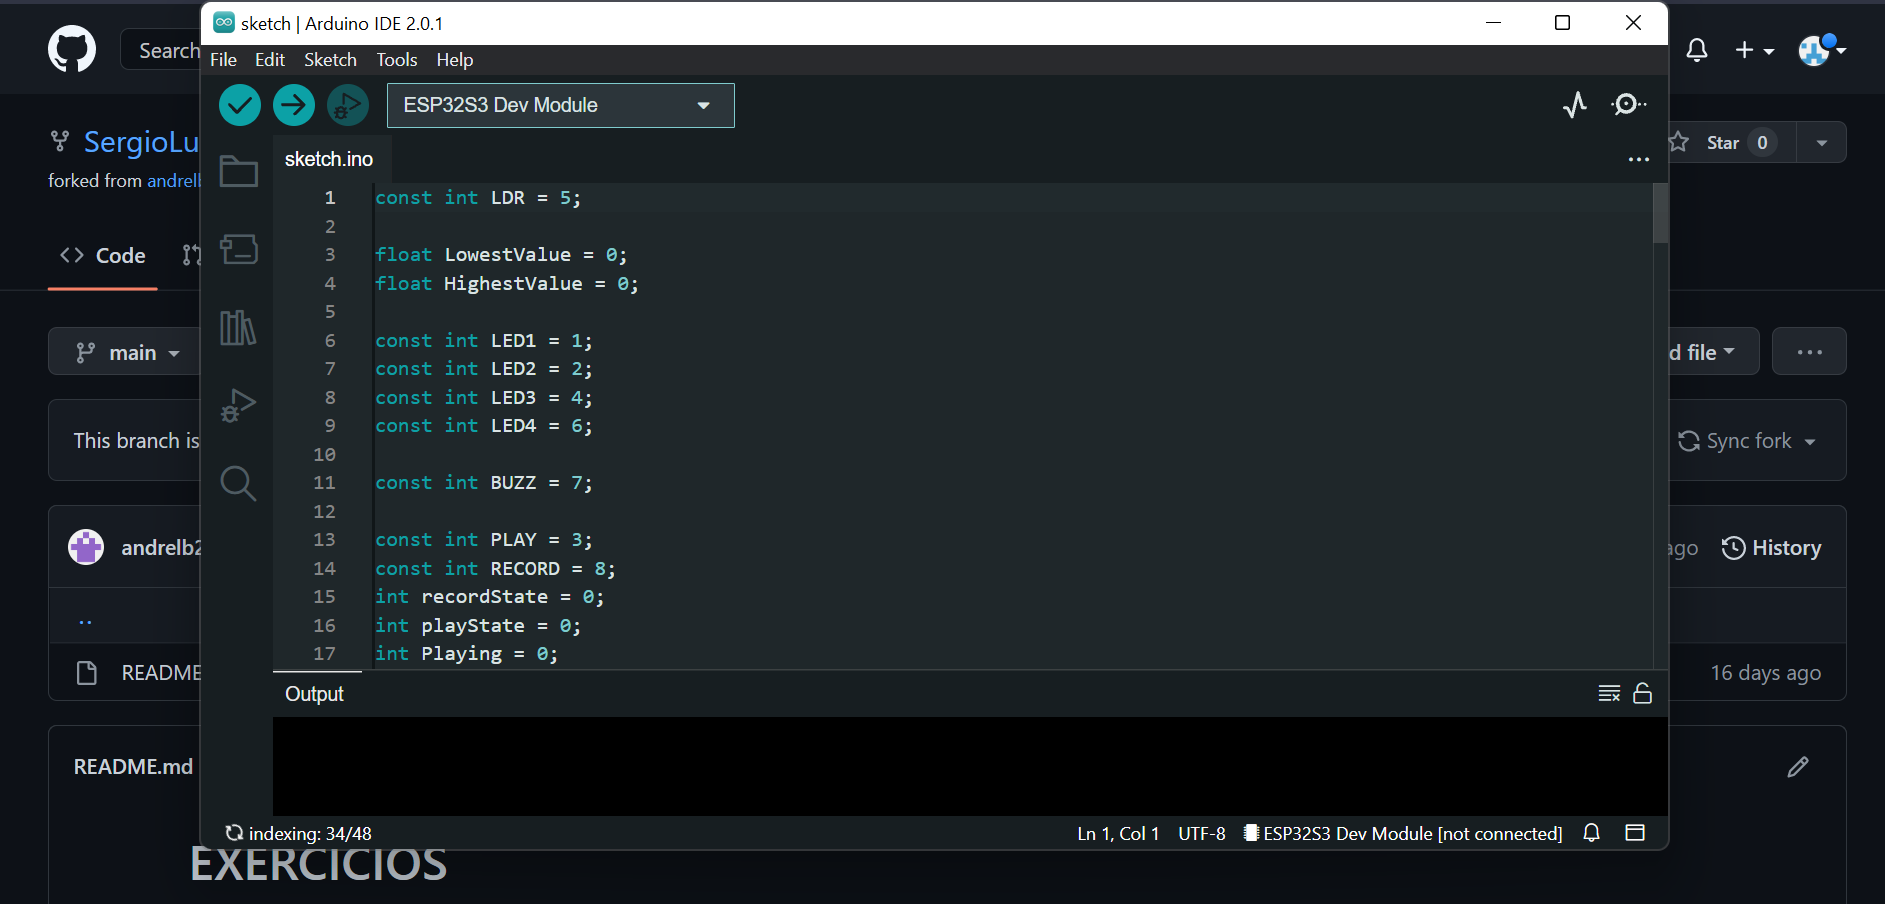 sketch | Arduino IDE 2.0.1
File Edit Sketch Tools Help
Search
ESP32S3 Dev Module
SergioLu
forked from andrelb
Star 0
sketch.ino
1 const int LDR = 5;
2
3 float LowestValue = 0;
4 float HighestValue = 0;
5
6 const int LED1 = 1;
7 const int LED2 = 2;
8 const int LED3 = 4;
9 const int LED4 = 6;
10
11 const int BUZZ = 7;
12
13 const int PLAY = 3;
14 const int RECORD = 8;
15 int recordState = 0;
16 int playState = 0;
17 int Playing = 0;
Code
main
d file
This branch is
Sync fork
andrelb2
ago
History
..
README
16 days ago
Output
README.md
indexing: 34/48
Ln 1, Col 1 UTF-8 ESP32S3 Dev Module [not connected]
EXERCICIOS